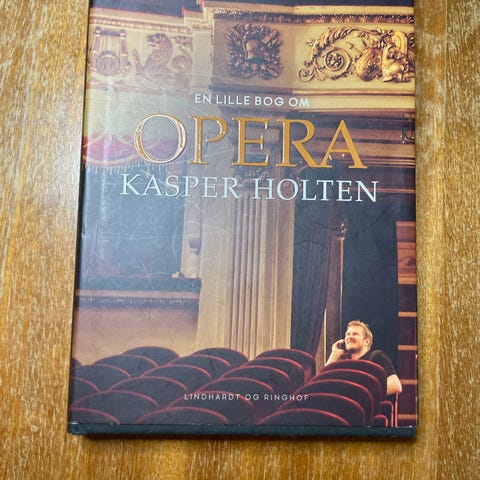 EN LILLE BOG OM
OPERA
KASPER HOLTEN
LINDHARDT OG RINGHOF